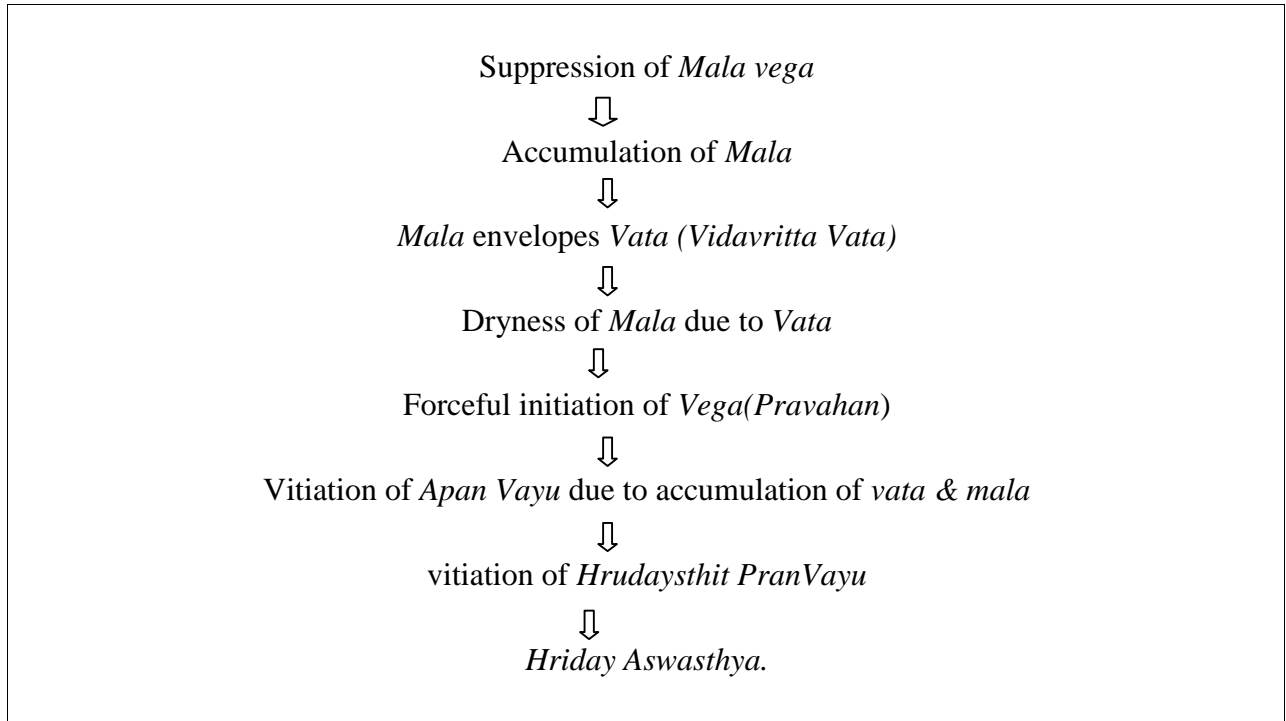 Suppression of Mala vega
Accumulation of Mala
Mala envelopes Vata (Vidavritta Vata)
Dryness of Mala due to Vata
Forceful initiation of Vega(Pravahan)
Vitiation of Apan Vayu due to accumulation of vata & mala
vitiation of Hrudaysthit PranVayu
Hriday Aswasthya.